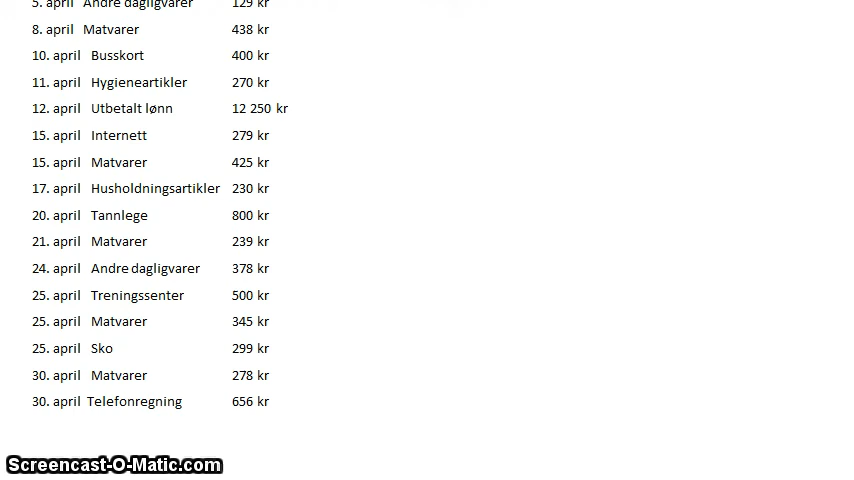 5. april Andre dagligvarer 129 kr
8. april Matvarer 438 kr
10. april Busskort 400 kr
11. april Hygieneartikler 270 kr
12. april Utbetalt lønn 12 250 kr
15. april Internett 279 kr
15. april Matvarer 425 kr
17. april Husholdningsartikler 230 kr
20. april Tannlege 800 kr
21. april Matvarer 239 kr
24. april Andre dagligvarer 378 kr
25. april Treningssenter 500 kr
25. april Matvarer 345 kr
25. april Sko 299 kr
30. april Matvarer 278 kr
30. april Telefonregning 656 kr
Screencast-O-Matic.com